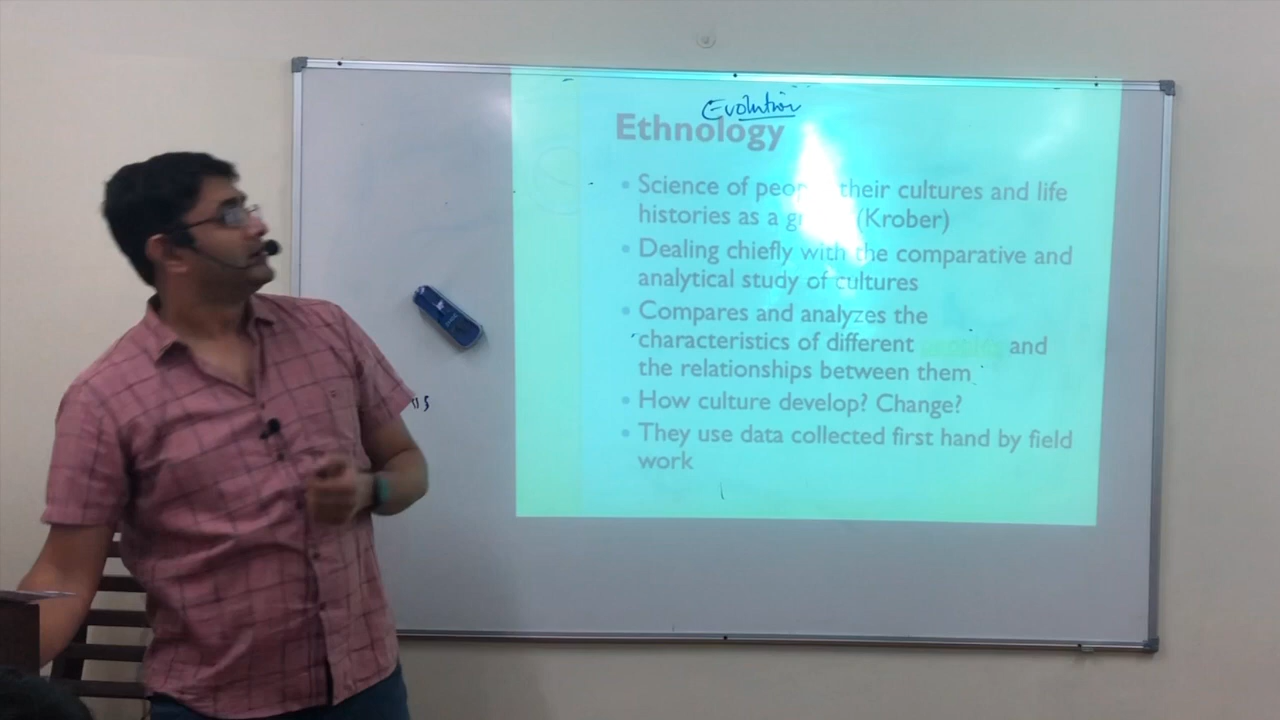 Evolution
Ethnology
• Science of their cultures and life
histories as a (Krober)
• Dealing chiefly with the comparative and
analytical study of cultures
• Compares and analyzes the
characteristics of different peoples and
the relationships between them
• How culture develop? Change?
• They use data collected first hand by field
work